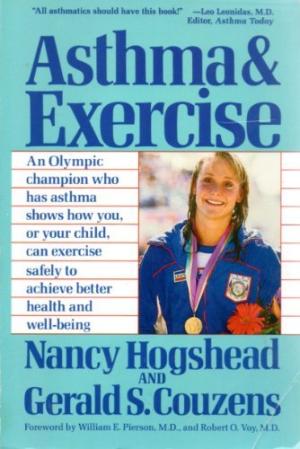 "All asthmatics should have this book!" —Leo Leonidas, M.D.
Editor, Asthma Today
Asthma &
Exercise
An Olympic
champion who
has asthma
shows how you,
or your child,
can exercise
safely to
achieve better
health and
well-being
Nancy Hogshead
AND
Gerald S. Couzens
Foreword by William E. Pierson, M.D., and Robert O. Voy, M.D.